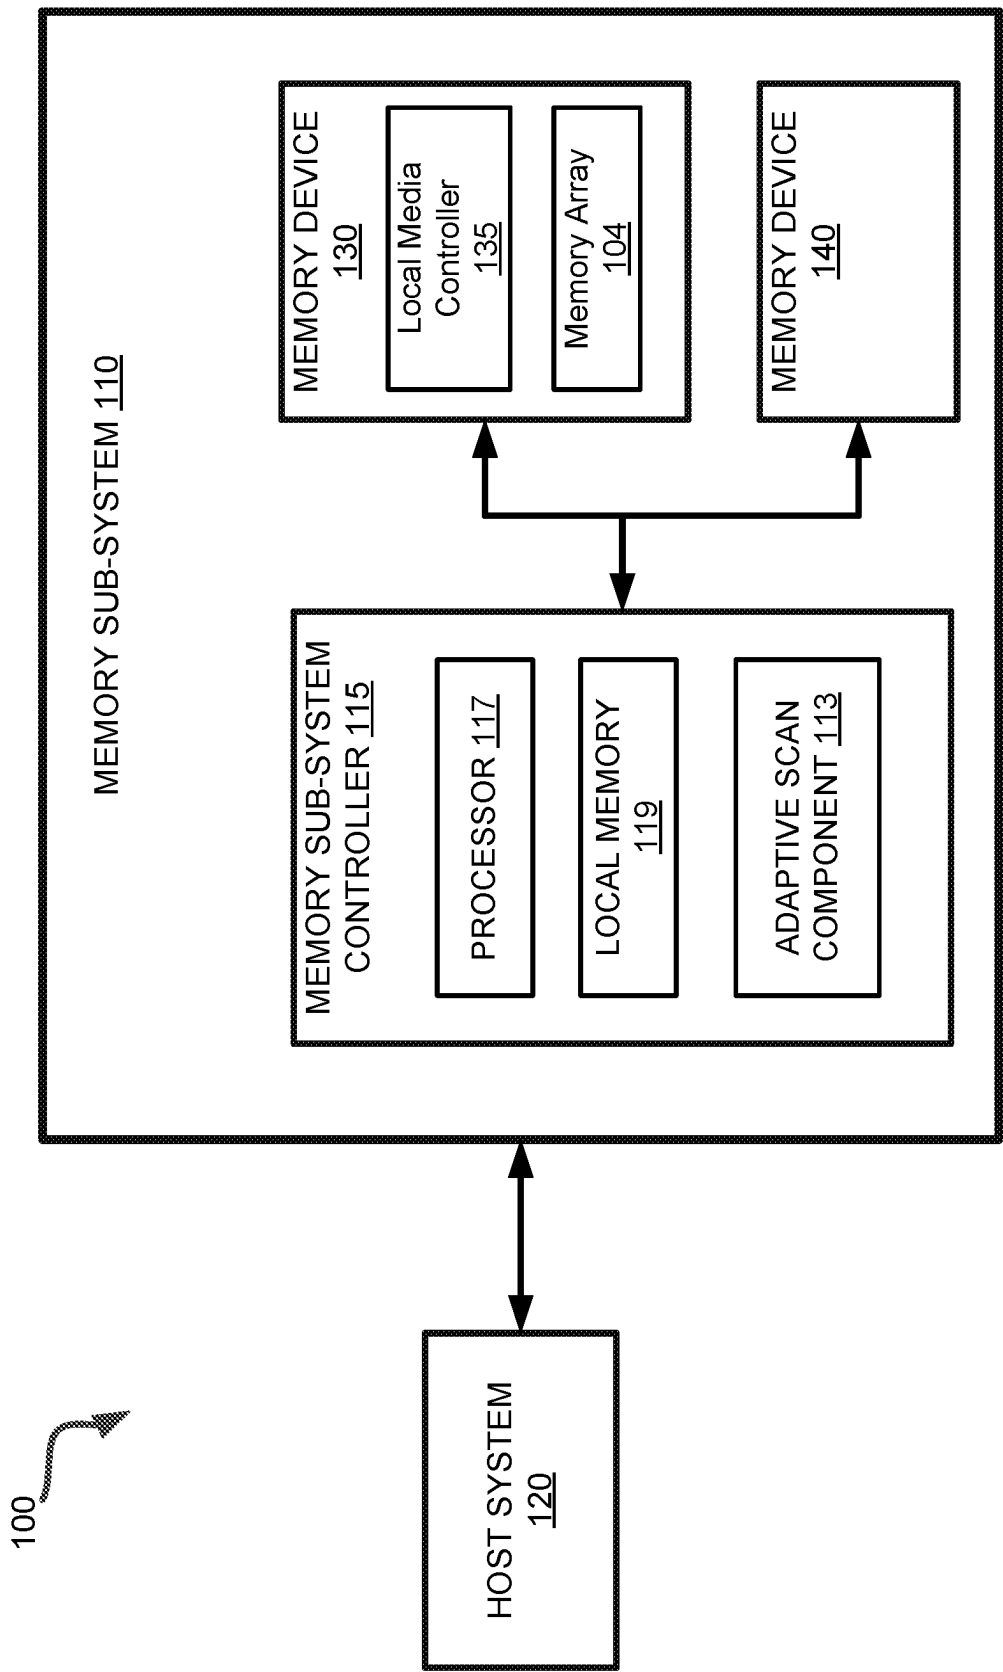 100
HOST SYSTEM
120
MEMORY SUB-SYSTEM 110
MEMORY SUB-SYSTEM
CONTROLLER 115
PROCESSOR 117
LOCAL MEMORY
119
ADAPTIVE SCAN
COMPONENT 113
MEMORY DEVICE
130
Local Media
Controller
135
Memory Array
104
MEMORY DEVICE
140